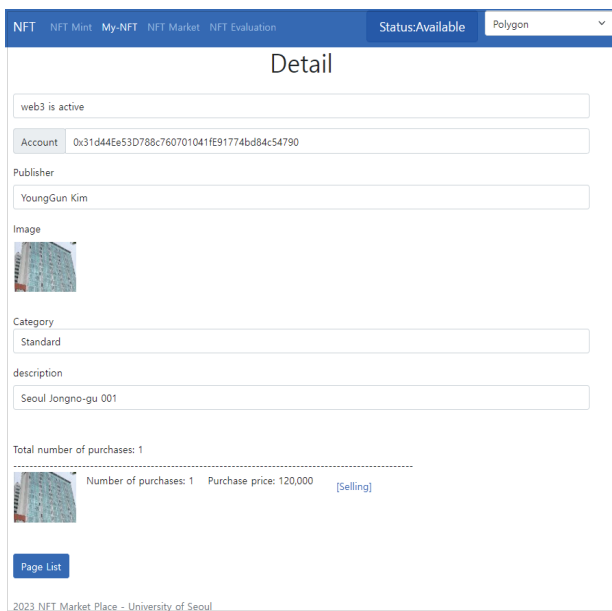 NFT NFT Mint My-NFT NFT Market NFT Evaluation Status:Available Polygon
Detail
web3 is active
Account 0x31d44Ee53D788c760701041fE91774bd84c54790
Publisher
YoungGun Kim
Image
Category
Standard
description
Seoul Jongno-gu 001
Total number of purchases: 1
Number of purchases: 1 Purchase price: 120,000 [Selling]
Page List
2023 NFT Market Place - University of Seoul